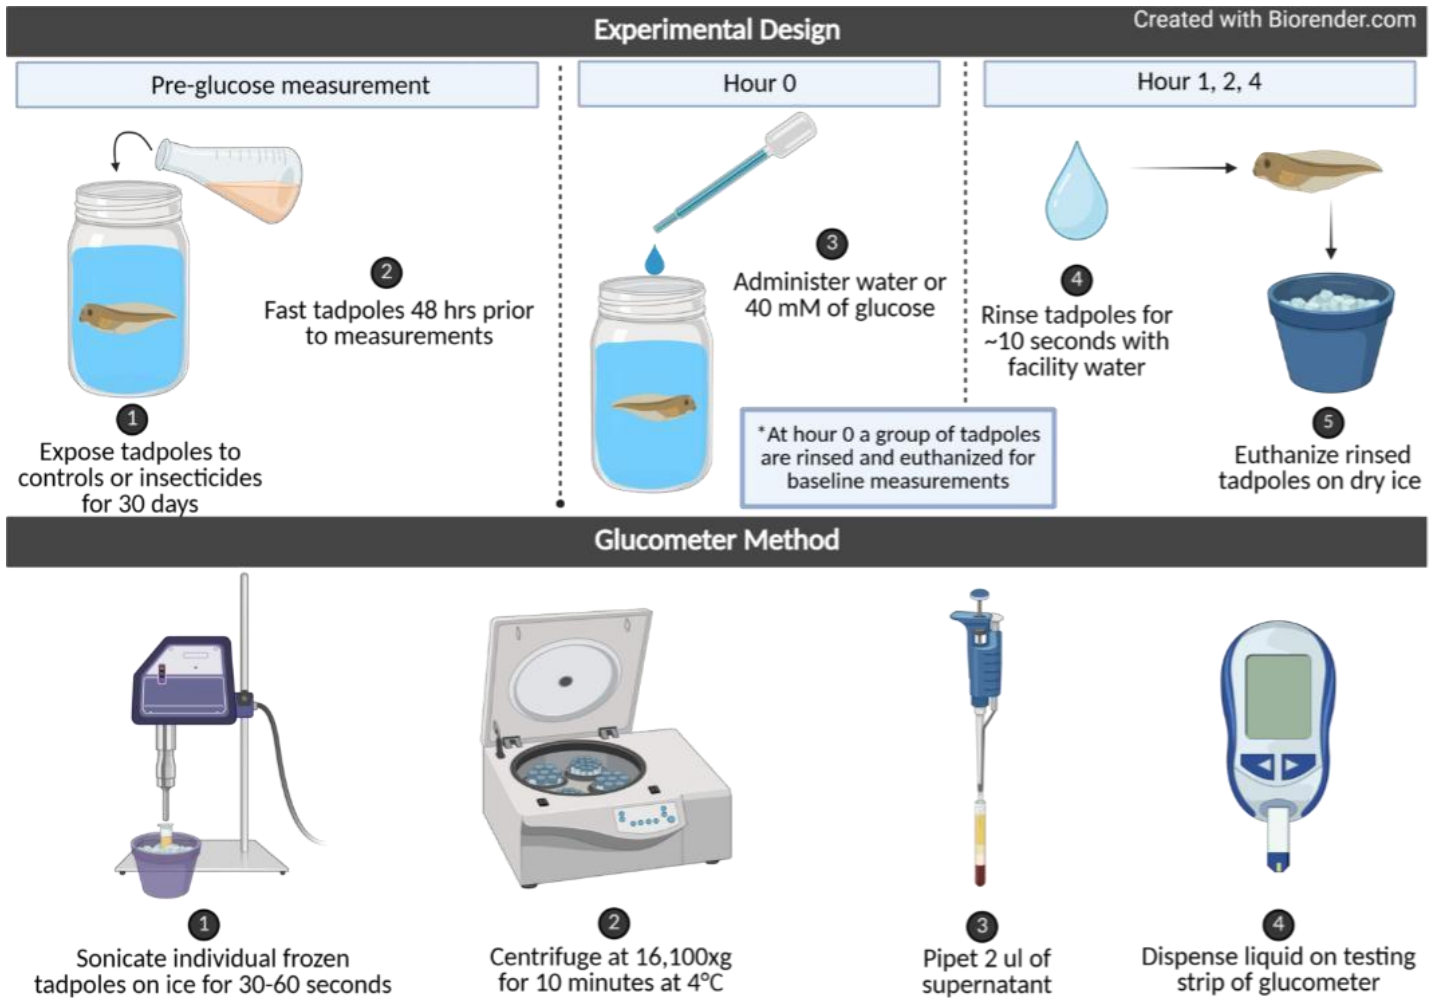 Created with Biorender.com
Experimental Design
Pre-glucose measurement
Hour 0
Hour 1, 2, 4
1
Expose tadpoles to
controls or insecticides
for 30 days
2
Fast tadpoles 48 hrs prior
to measurements
3
Administer water or
40 mM of glucose
*At hour 0 a group of tadpoles
are rinsed and euthanized for
baseline measurements
4
Rinse tadpoles for
~10 seconds with
facility water
5
Euthanize rinsed
tadpoles on dry ice
Glucometer Method
1
Sonicate individual frozen
tadpoles on ice for 30-60 seconds
2
Centrifuge at 16,100xg
for 10 minutes at 4°C
3
Pipet 2 ul of
supernatant
4
Dispense liquid on testing
strip of glucometer